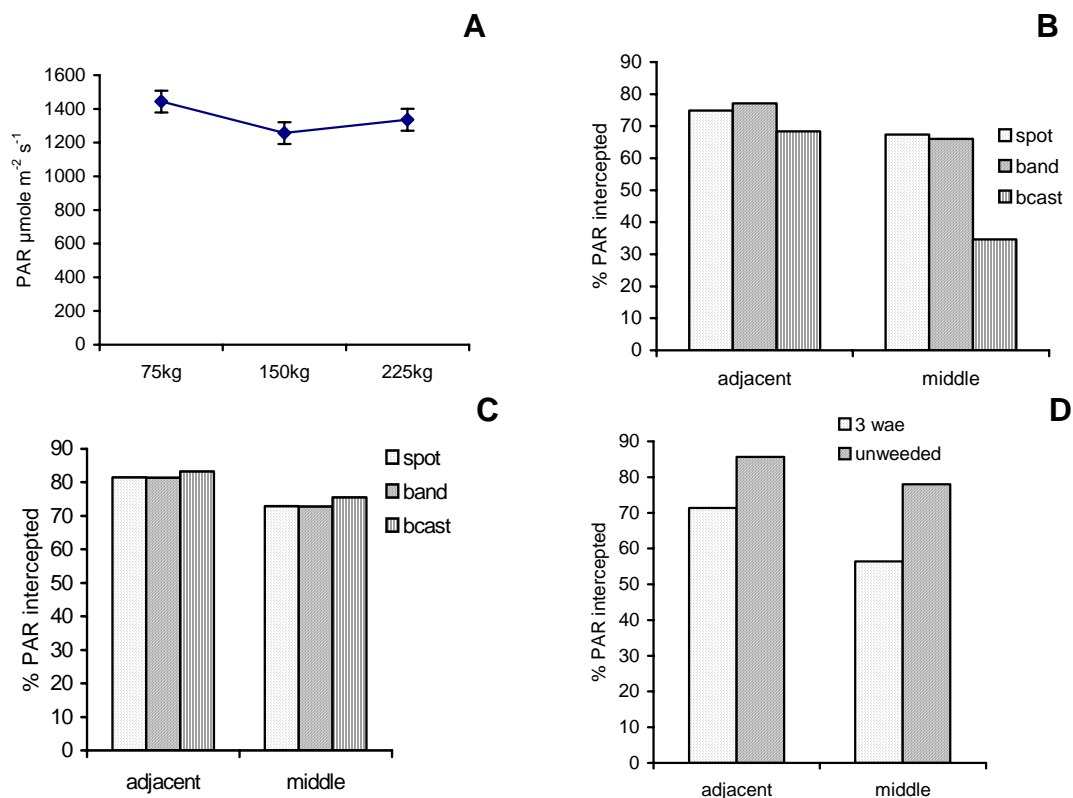 A
PAR µmole m-2 s-1
1600
1400
1200
1000
800
600
400
200
0
75kg
150kg
225kg
B
% PAR intercepted
90
80
70
60
50
40
30
20
10
0
adjacent
middle
spot
band
bcast
C
% PAR intercepted
90
80
70
60
50
40
30
20
10
0
adjacent
middle
spot
band
bcast
D
% PAR intercepted
90
80
70
60
50
40
30
20
10
0
adjacent
middle
3 wae
unweeded